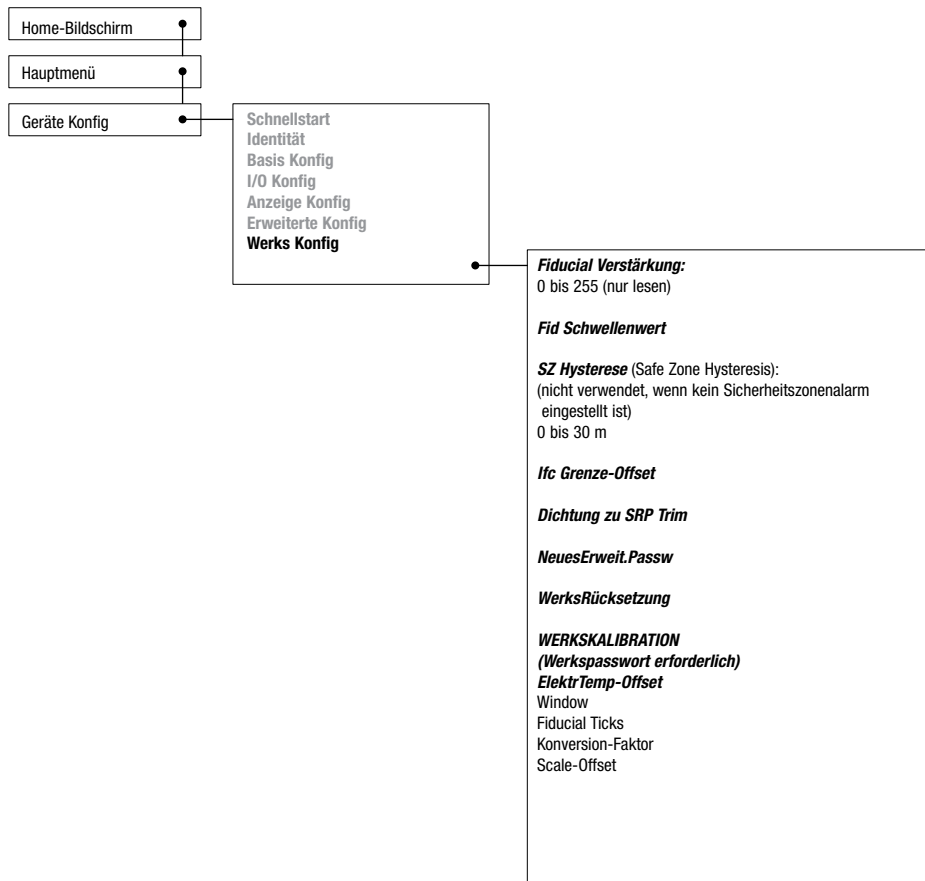 Home-Bildschirm
Hauptmenü
Geräte Konfig
Schnellstart
Identität
Basis Konfig
I/O Konfig
Anzeige Konfig
Erweiterte Konfig
Werks Konfig
Fiducial Verstärkung:
0 bis 255 (nur lesen)
Fid Schwellenwert
SZ Hysterese (Safe Zone Hysteresis):
(nicht verwendet, wenn kein Sicherheitszonenalarm
eingestellt ist)
0 bis 30 m
Ifc Grenze-Offset
Dichtung zu SRP Trim
NeuesErweit.Passw
WerksRücksetzung
WERKSKALIBRATION
(Werkspasswort erforderlich)
ElektrTemp-Offset
Window
Fiducial Ticks
Konversion-Faktor
Scale-Offset